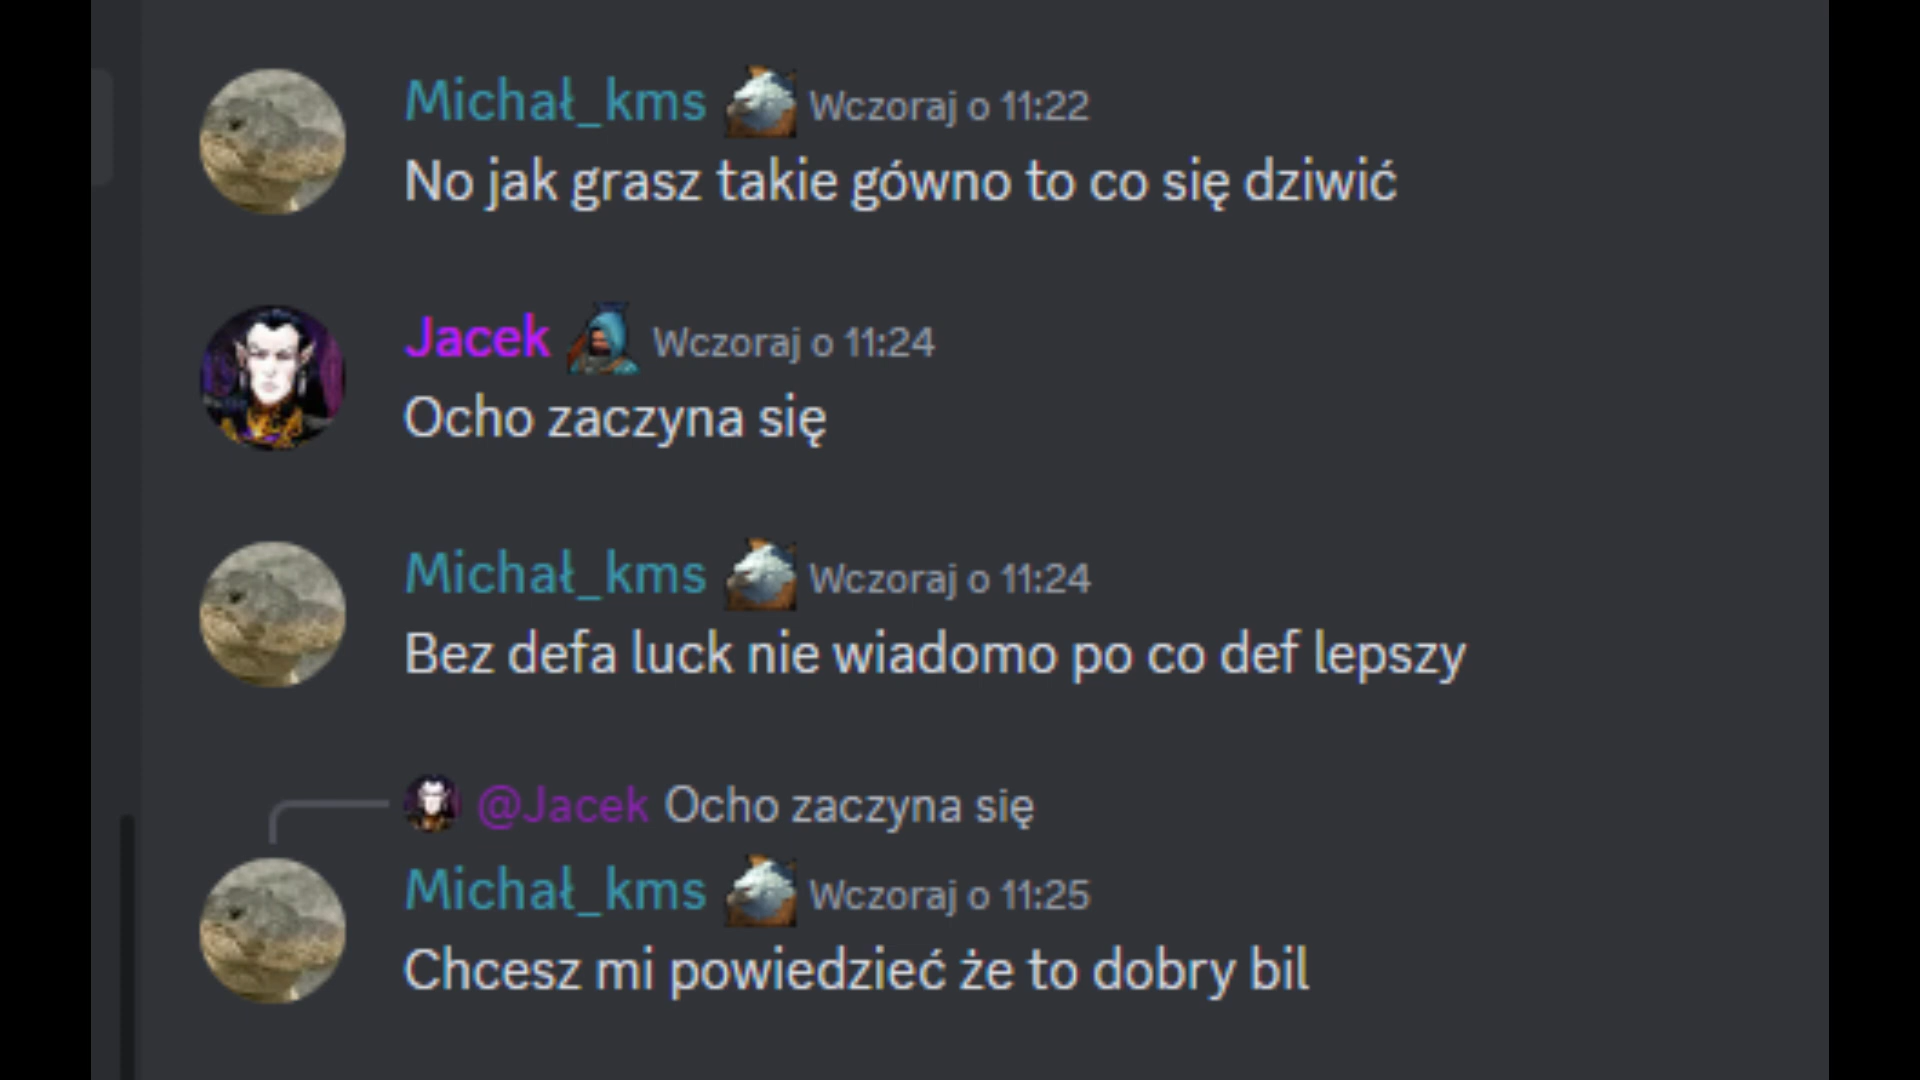 Michał_kms Wczoraj o 11:22
No jak grasz takie gówno to co się dziwić
Jacek Wczoraj o 11:24
Ocho zaczyna się
Michał_kms Wczoraj o 11:24
Bez defa luck nie wiadomo po co def lepszy
@Jacek Ocho zaczyna się
Michał_kms Wczoraj o 11:25
Chcesz mi powiedzieć że to dobry bil